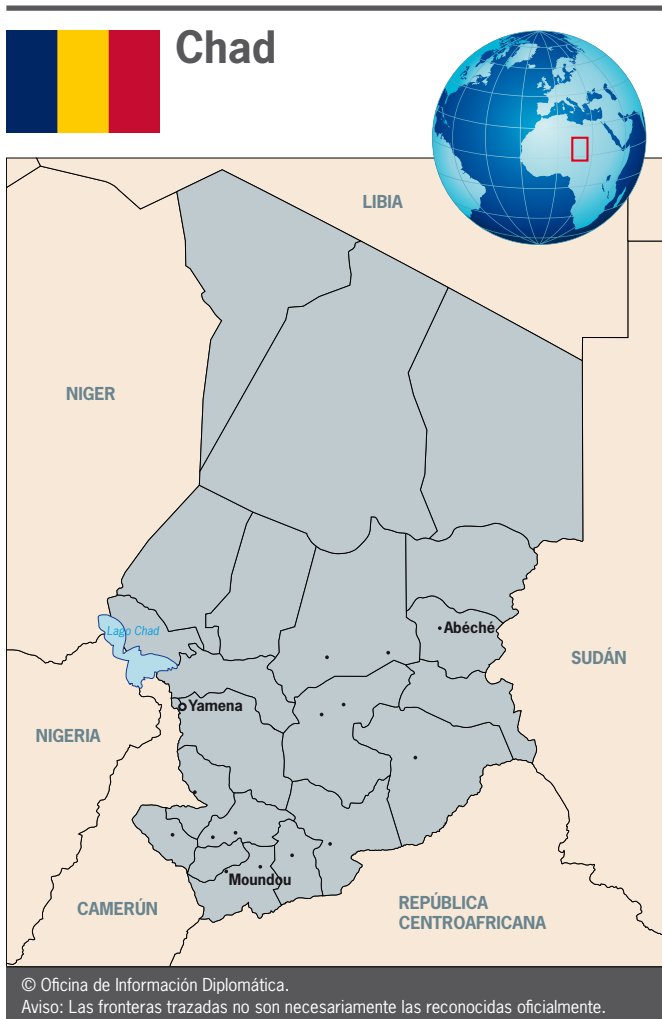 Chad
LIBIA
NIGER
Lago Chad
Abéché
SUDÁN
Yamena
NIGERIA
Moundou
CAMERÚN
REPÚBLICA
CENTROAFRICANA
© Oficina de Información Diplomática.
Aviso: Las fronteras trazadas no son necesariamente las reconocidas oficialmente.